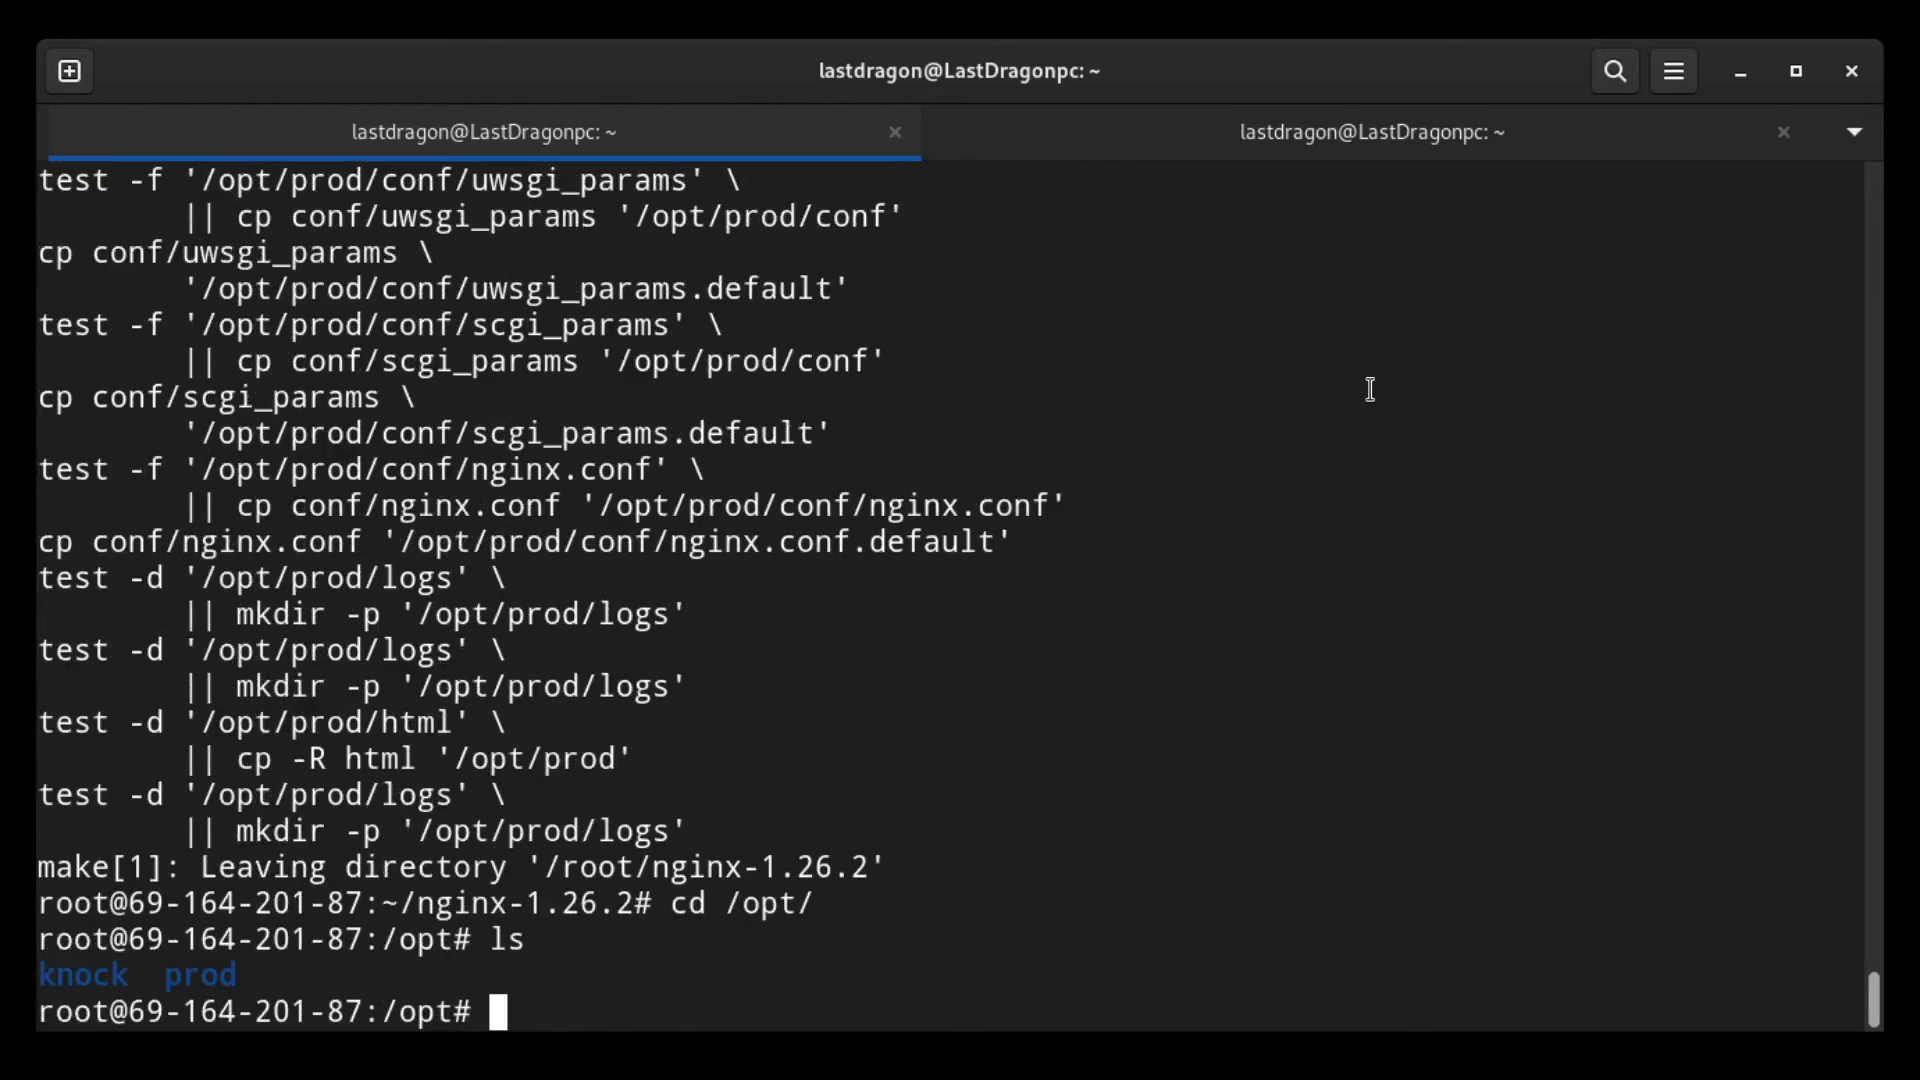 lastdragon@LastDragonpc: ~
lastdragon@LastDragonpc: ~
lastdragon@LastDragonpc: ~
test -f '/opt/prod/conf/uwsgi_params' \
        || cp conf/uwsgi_params '/opt/prod/conf'
cp conf/uwsgi_params \
        '/opt/prod/conf/uwsgi_params.default'
test -f '/opt/prod/conf/scgi_params' \
        || cp conf/scgi_params '/opt/prod/conf'
cp conf/scgi_params \
        '/opt/prod/conf/scgi_params.default'
test -f '/opt/prod/conf/nginx.conf' \
        || cp conf/nginx.conf '/opt/prod/conf/nginx.conf'
cp conf/nginx.conf '/opt/prod/conf/nginx.conf.default'
test -d '/opt/prod/logs' \
        || mkdir -p '/opt/prod/logs'
test -d '/opt/prod/logs' \
        || mkdir -p '/opt/prod/logs'
test -d '/opt/prod/html' \
        || cp -R html '/opt/prod'
test -d '/opt/prod/logs' \
        || mkdir -p '/opt/prod/logs'
make[1]: Leaving directory '/root/nginx-1.26.2'
root@69-164-201-87:~/nginx-1.26.2# cd /opt/
root@69-164-201-87:/opt# ls
knock  prod
root@69-164-201-87:/opt#